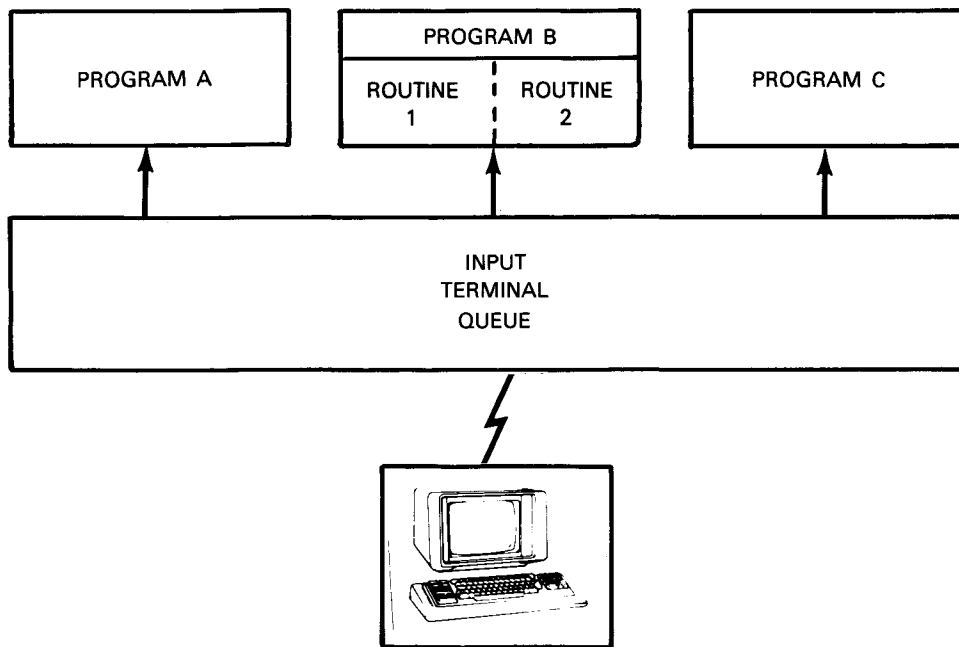 PROGRAM A
PROGRAM B
ROUTINE
1
ROUTINE
2
PROGRAM C
INPUT
TERMINAL
QUEUE